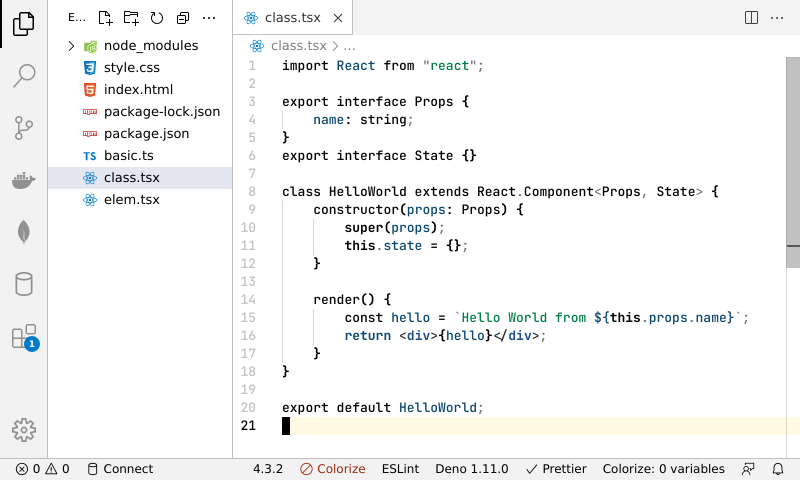 E...
node_modules
style.css
index.html
package-lock.json
package.json
TS basic.ts
class.tsx
elem.tsx
1
class.tsx
class.tsx > ...
1 import React from "react";
2
3 export interface Props {
4 name: string;
5 }
6 export interface State {}
7
8 class HelloWorld extends React.Component<Props, State> {
9 constructor(props: Props) {
10 super(props);
11 this.state = {};
12 }
13
14 render() {
15 const hello = `Hello World from ${this.props.name}`;
16 return <div>{hello}</div>;
17 }
18 }
19
20 export default HelloWorld;
21
0 0 Connect 4.3.2 Colorize ESLint Deno 1.11.0 Prettier Colorize: 0 variables